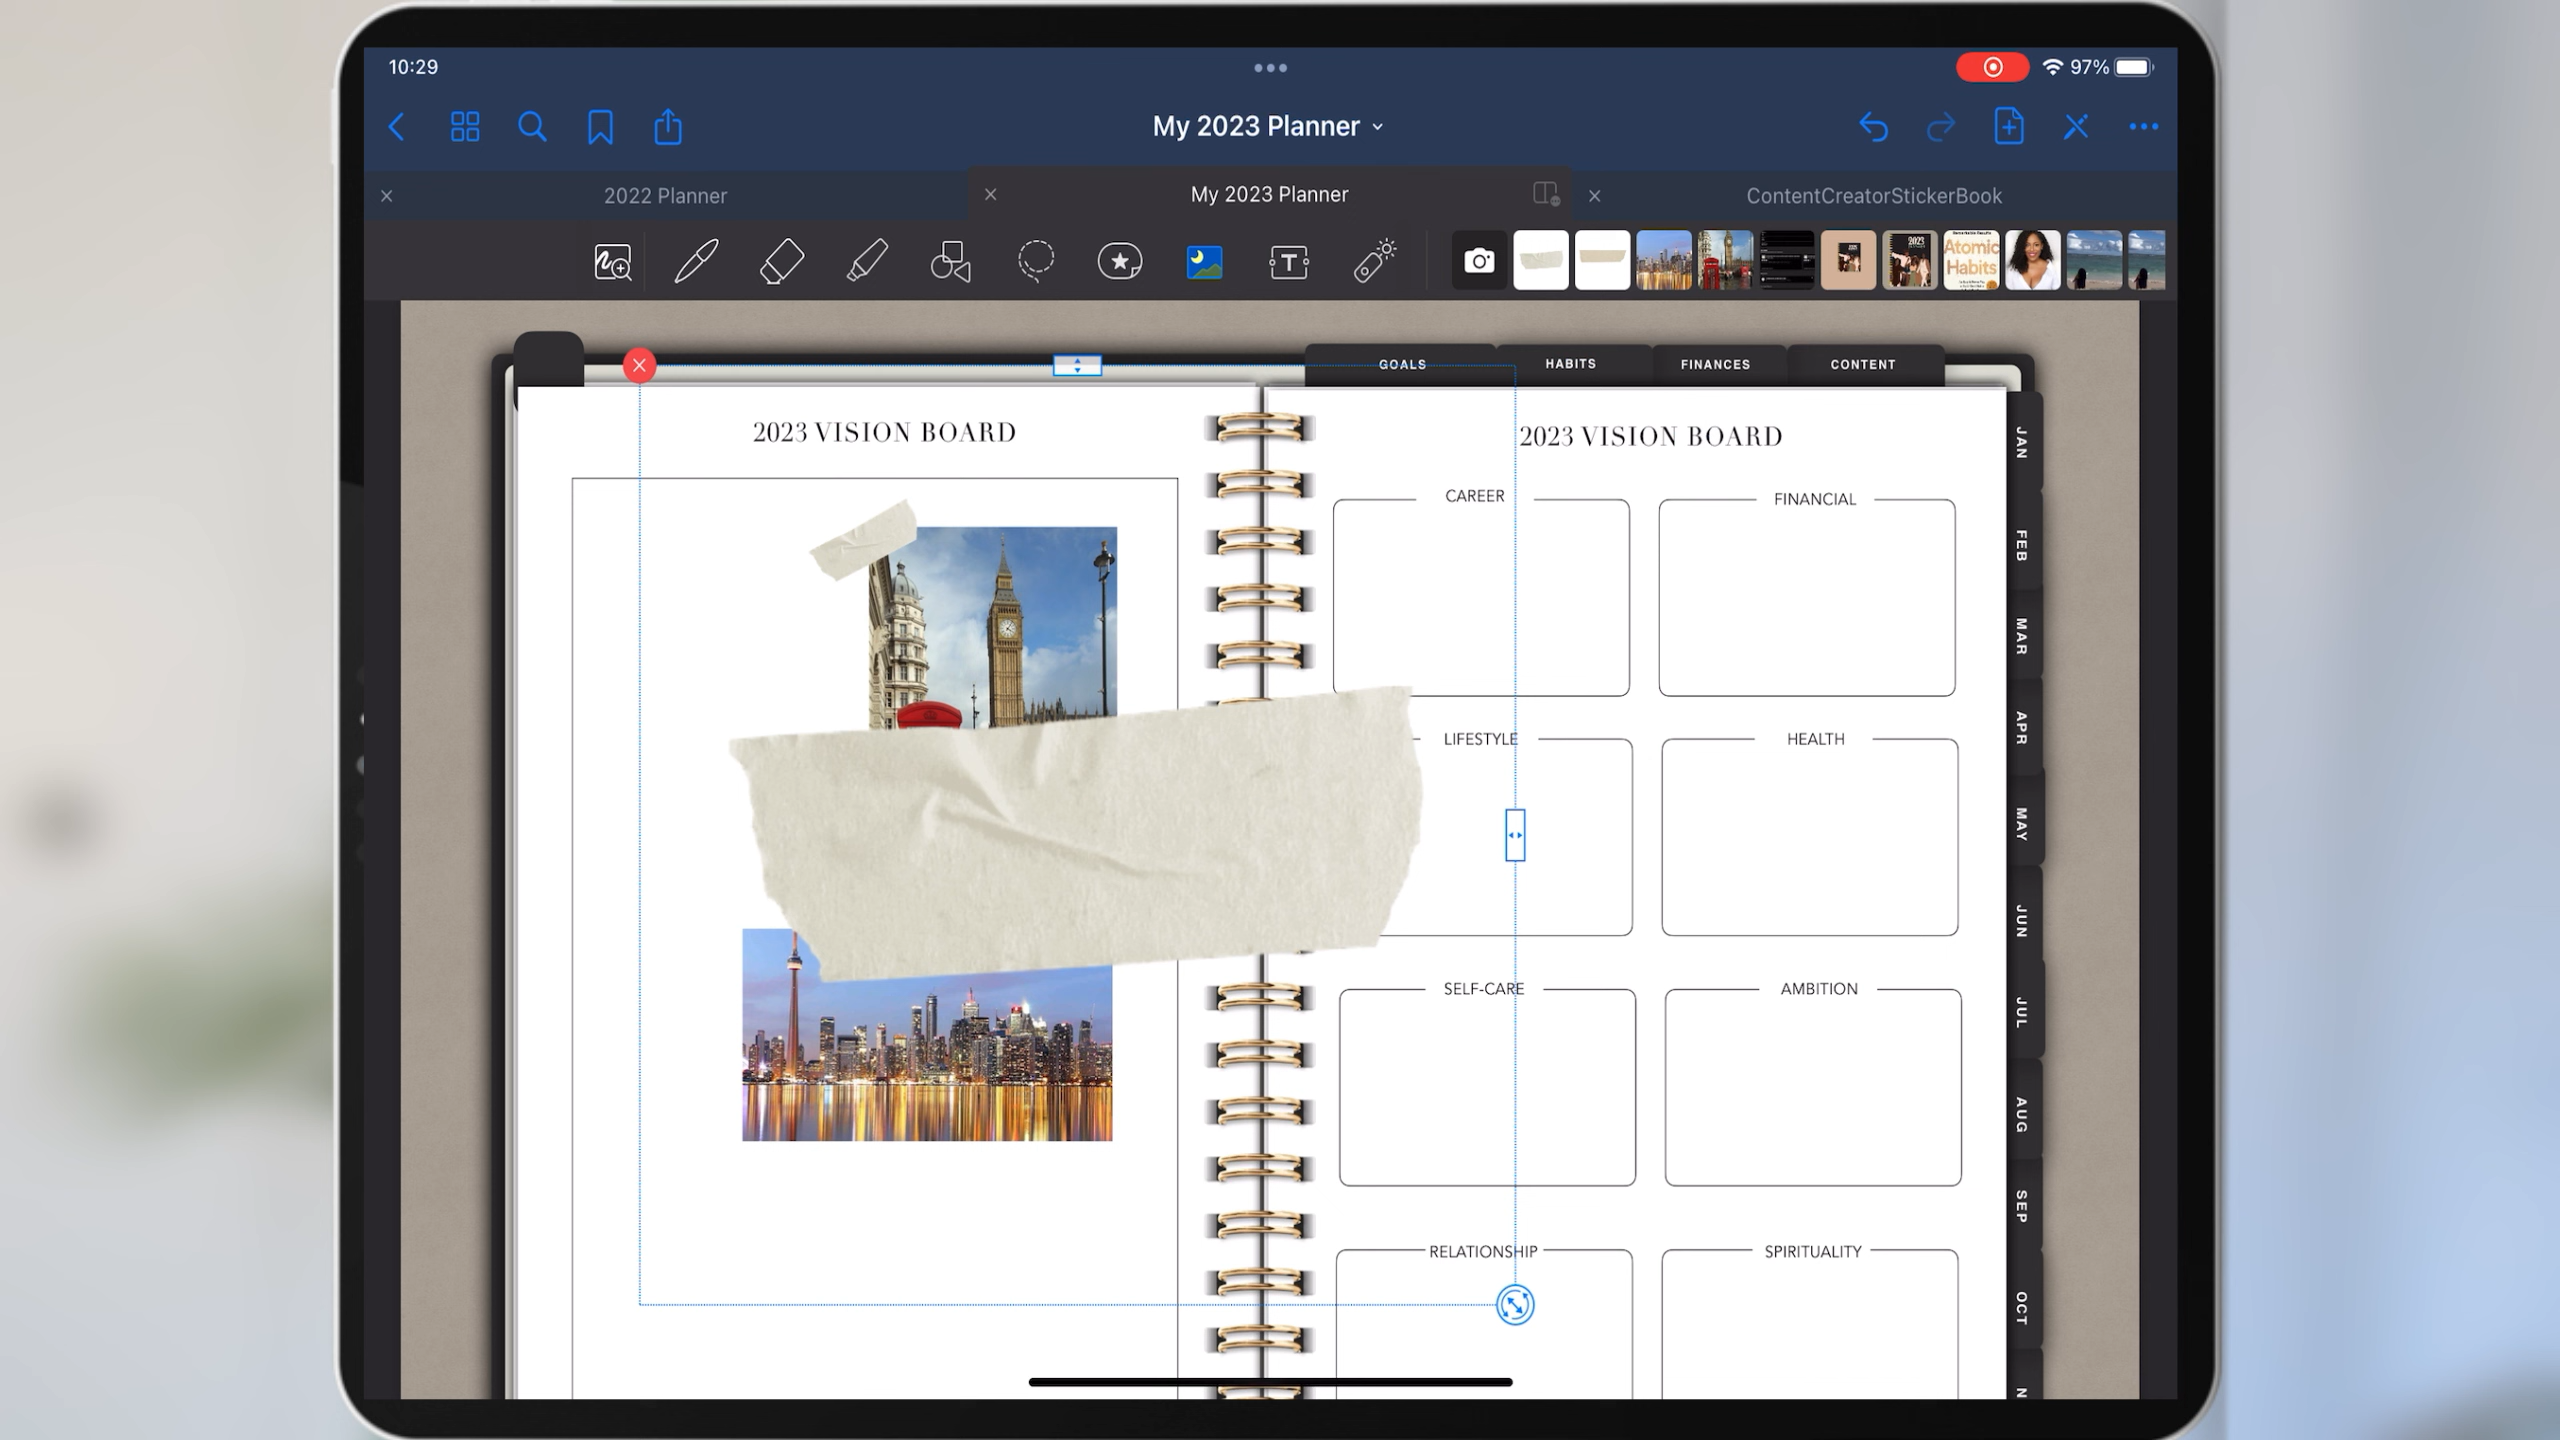 10:29
97%
My 2023 Planner
2022 Planner
My 2023 Planner
ContentCreatorStickerBook
T
2023
Atomic
Habits
GOALS
HABITS
FINANCES
CONTENT
2023 VISION BOARD
2023 VISION BOARD
CAREER
FINANCIAL
LIFESTYLE
HEALTH
SELF-CARE
AMBITION
RELATIONSHIP
SPIRITUALITY
JAN
FEB
MAR
APR
MAY
JUN
JUL
AUG
SEP
OCT
N